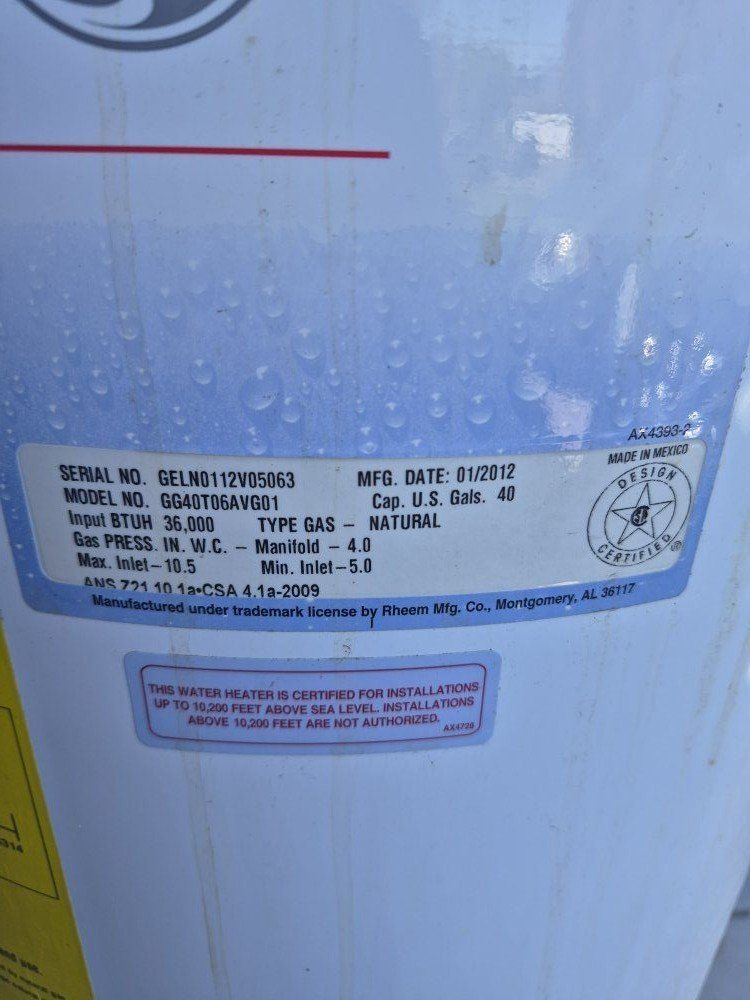 AX4393-2
MADE IN MEXICO
DESIGN
CERTIFIED
SERIAL NO. GELN0112V05063 MFG. DATE: 01/2012
MODEL NO. GG40T06AVG01 Cap. U.S. Gals. 40
Input BTUH 36,000 TYPE GAS – NATURAL
Gas PRESS. IN. W.C. – Manifold – 4.0
Max. Inlet – 10.5 Min. Inlet – 5.0
ANS Z21.10.1a•CSA 4.1a-2009
Manufactured under trademark license by Rheem Mfg. Co., Montgomery, AL 36117
THIS WATER HEATER IS CERTIFIED FOR INSTALLATIONS
UP TO 10,200 FEET ABOVE SEA LEVEL. INSTALLATIONS
ABOVE 10,200 FEET ARE NOT AUTHORIZED.
AX4726